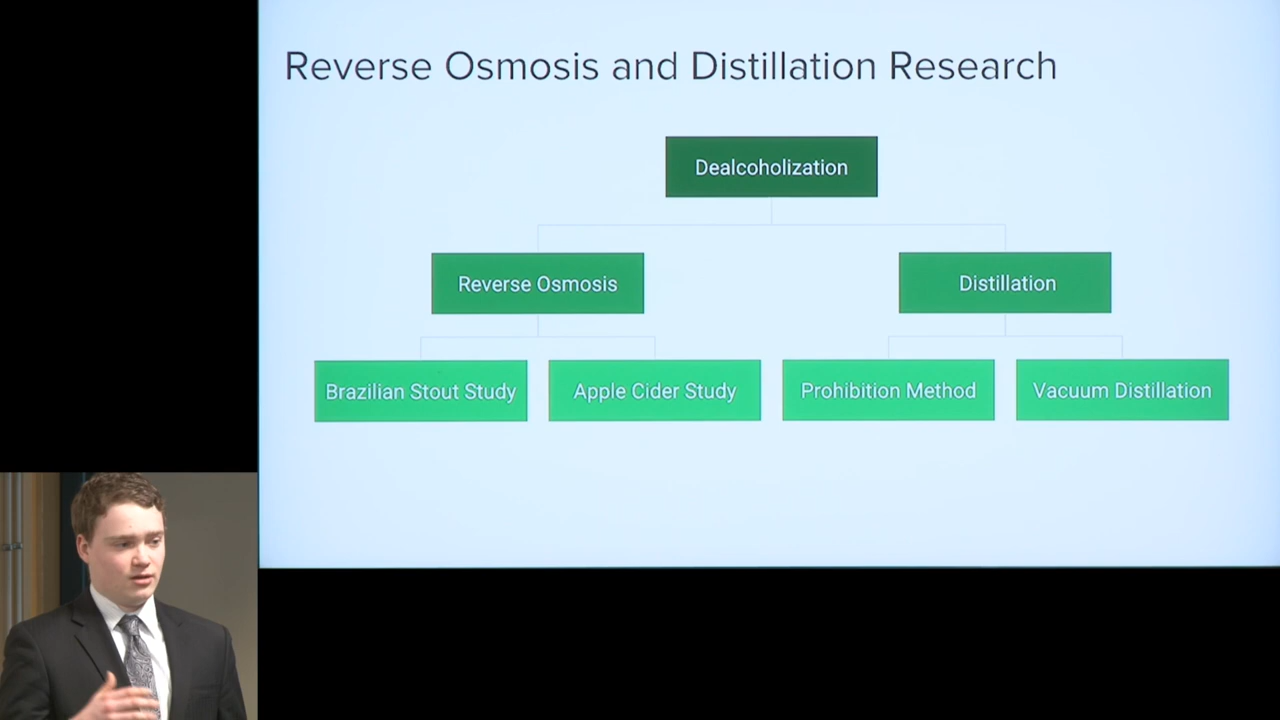 Reverse Osmosis and Distillation Research
Dealcoholization
Reverse Osmosis
Distillation
Brazilian Stout Study
Apple Cider Study
Prohibition Method
Vacuum Distillation